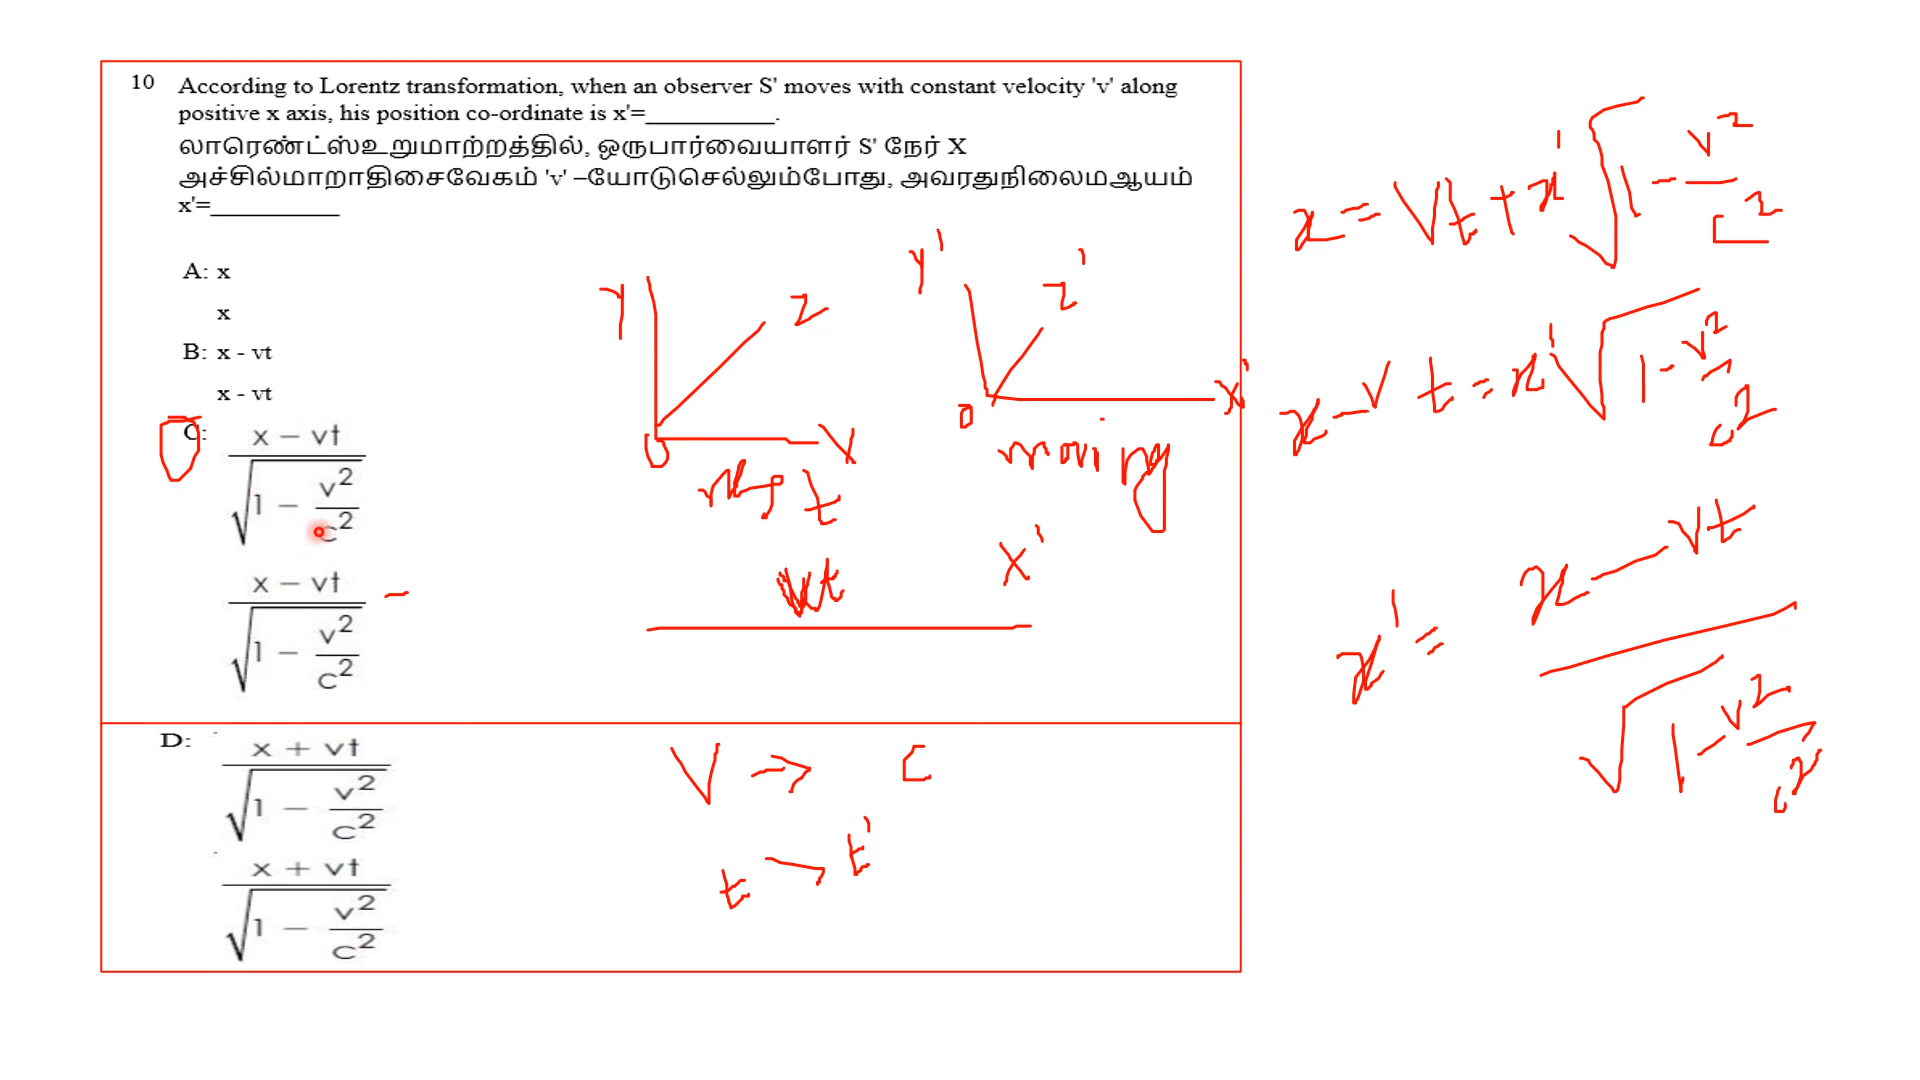 10 According to Lorentz transformation, when an observer S' moves with constant velocity 'v' along
positive x axis, his position co-ordinate is x'=__________.
லாரெண்ட்ஸ்உறுமாற்றத்தில், ஒருபார்வையாளர் S' நேர் X
அச்சில்மாறாதிசைவேகம் 'v' –யோடுசெல்லும்போது, அவரதுநிலைமஆயம்
x'=__________
A: x
x
B: x - vt
x - vt
C: x − vt
√1 − v²/c²
x − vt
√1 − v²/c²
D: x + vt
√1 − v²/c²
x + vt
√1 − v²/c²
Y Z
O X
t
Y' Z'
O X'
moving
vt X'
V → C
t → t'
x = Vt + x' √1 − v²/c²
x − v t = x' √1 − v²/c²
x' = x − vt
√1 − v²/c²